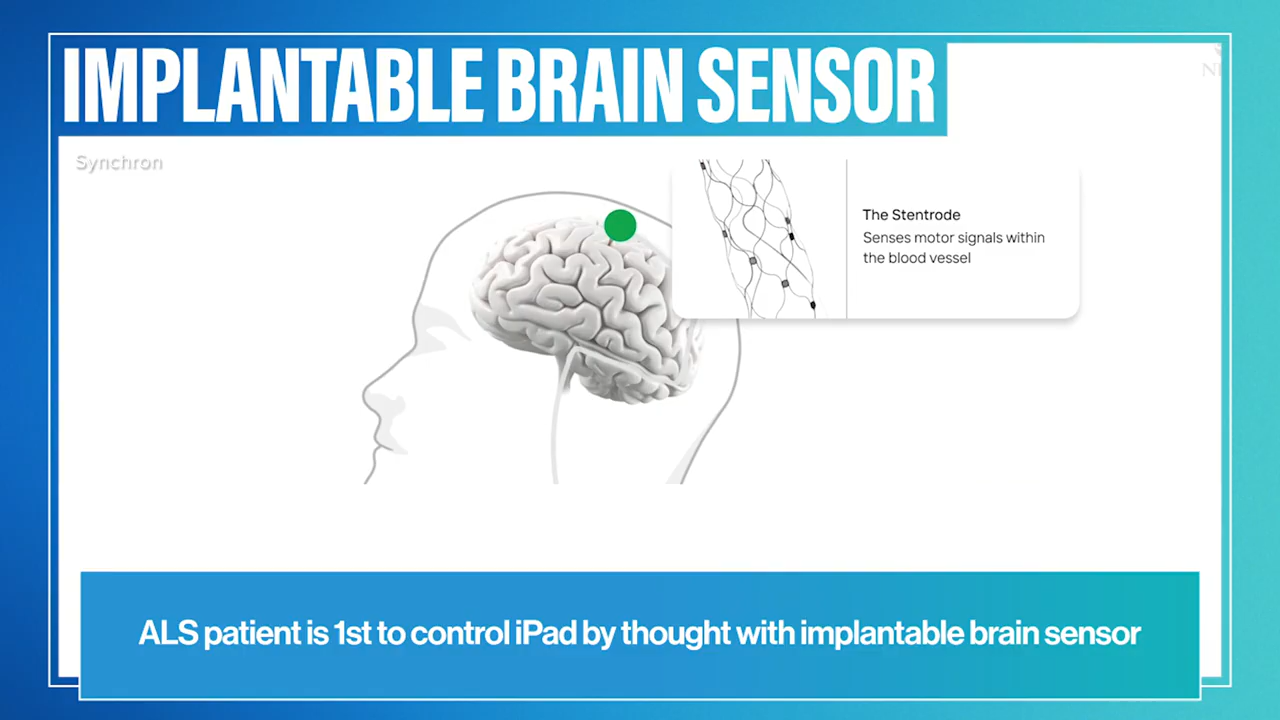 IMPLANTABLE BRAIN SENSOR
Synchron
The Stentrode
Senses motor signals within
the blood vessel
ALS patient is 1st to control iPad by thought with implantable brain sensor